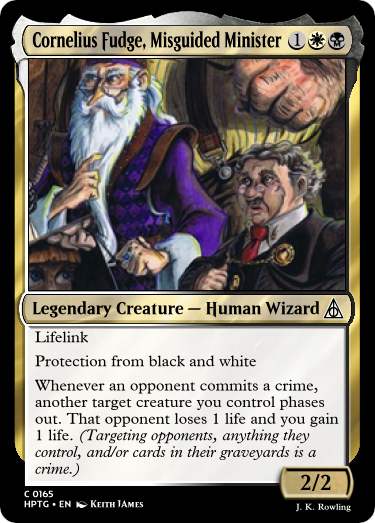 Cornelius Fudge, Misguided Minister 1
Legendary Creature — Human Wizard
Lifelink
Protection from black and white
Whenever an opponent commits a crime,
another target creature you control phases
out. That opponent loses 1 life and you gain
1 life. (Targeting opponents, anything they
control, and/or cards in their graveyards is a
crime.)
2/2
C 0165
HPTG • EN Keith James
J. K. Rowling